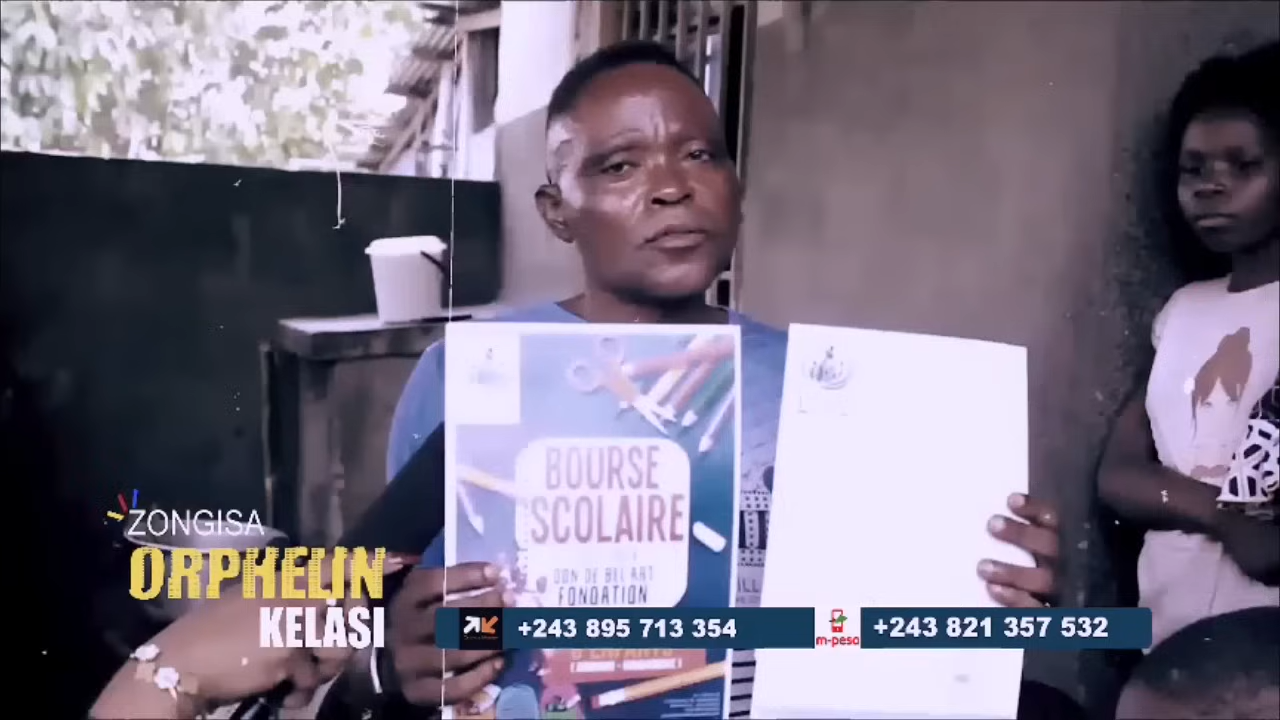 BOURSE
SCOLAIRE
DON DE BEL'ART
FONDATION
ZONGISA
ORPHELIN
KELASI
+243 895 713 354
m-pesa
+243 821 357 532